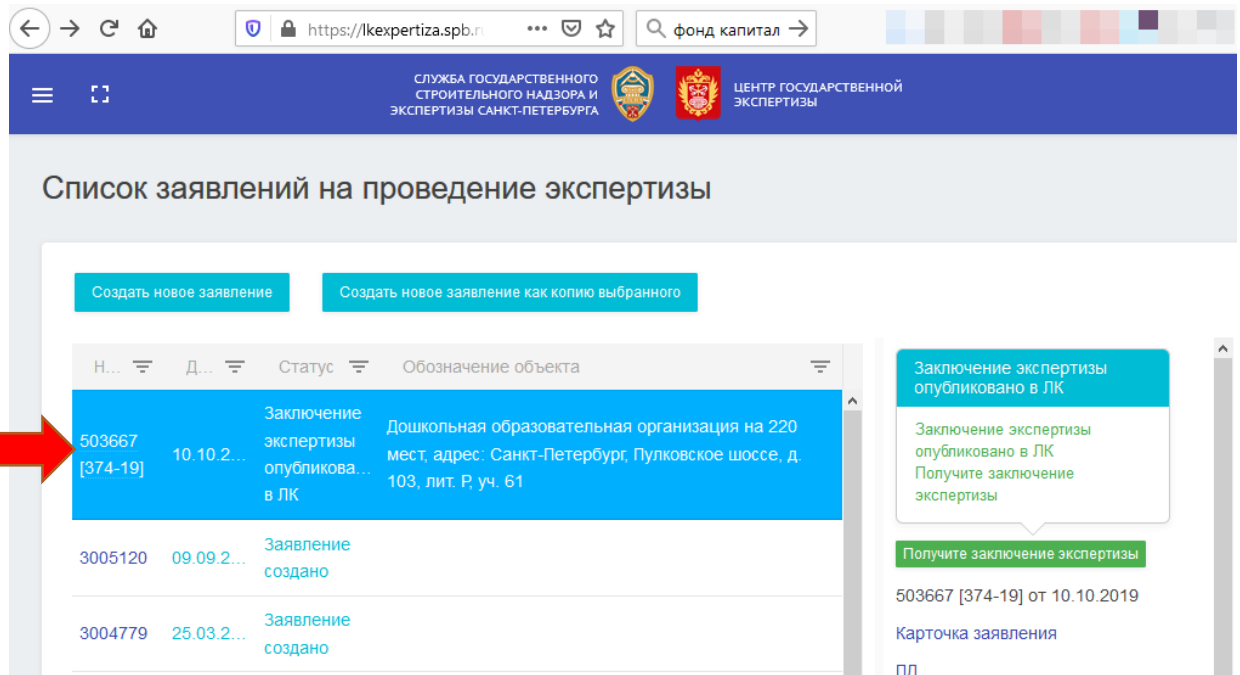 https://lkexpertiza.spb.r
фонд капитал
СЛУЖБА ГОСУДАРСТВЕННОГО
СТРОИТЕЛЬНОГО НАДЗОРА И
ЭКСПЕРТИЗЫ САНКТ-ПЕТЕРБУРГА
ЦЕНТР ГОСУДАРСТВЕННОЙ
ЭКСПЕРТИЗЫ
Список заявлений на проведение экспертизы
Создать новое заявление
Создать новое заявление как копию выбранного
Н...
Д...
Статус
Обозначение объекта
503667
[374-19]
10.10.2...
Заключение
экспертизы
опубликова...
в ЛК
Дошкольная образовательная организация на 220
мест, адрес: Санкт-Петербург, Пулковское шоссе, д.
103, лит. Р, уч. 61
3005120
09.09.2...
Заявление
создано
3004779
25.03.2...
Заявление
создано
Заключение экспертизы
опубликовано в ЛК
Заключение экспертизы
опубликовано в ЛК
Получите заключение
экспертизы
Получите заключение экспертизы
503667 [374-19] от 10.10.2019
Карточка заявления
ПД